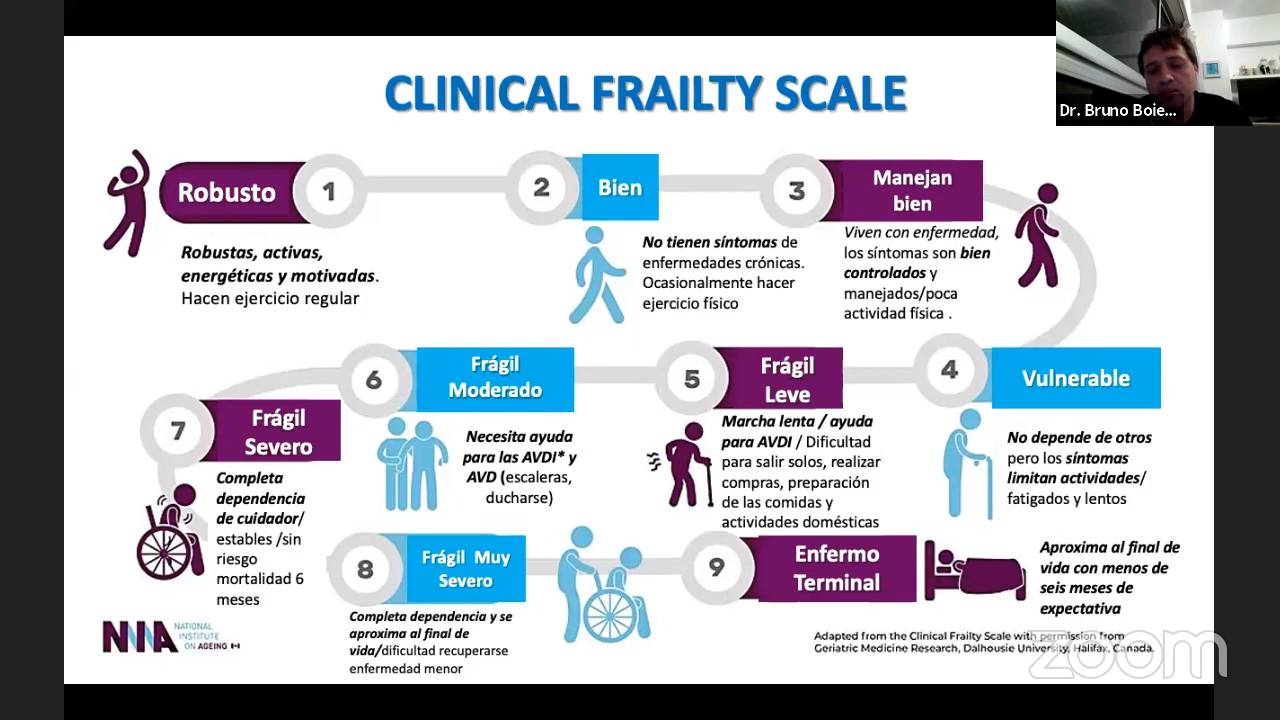 CLINICAL FRAILTY SCALE
Dr. Bruno Boie...
Robusto
1
Robustas, activas,
energéticas y motivadas.
Hacen ejercicio regular
2
Bien
No tienen síntomas de
enfermedades crónicas.
Ocasionalmente hacer
ejercicio físico
3
Manejan
bien
Viven con enfermedad,
los síntomas son bien
controlados y
manejados/poca
actividad física .
4
Vulnerable
No depende de otros
pero los síntomas
limitan actividades/
fatigados y lentos
5
Frágil
Leve
Marcha lenta / ayuda
para AVDI / Dificultad
para salir solos, realizar
compras, preparación
de las comidas y
actividades domésticas
6
Frágil
Moderado
Necesita ayuda
para las AVDI* y
AVD (escaleras,
ducharse)
7
Frágil
Severo
Completa
dependencia
de cuidador/
estables /sin
riesgo
mortalidad 6
meses
8
Frágil Muy
Severo
Completa dependencia y se
aproxima al final de
vida/dificultad recuperarse
enfermedad menor
9
Enfermo
Terminal
Aproxima al final de
vida con menos de
seis meses de
expectativa
NIA
NATIONAL
INSTITUTE
ON AGEING
Adapted from the Clinical Frailty Scale with permission from
Geriatric Medicine Research, Dalhousie University, Halifax, Canada.
zoom